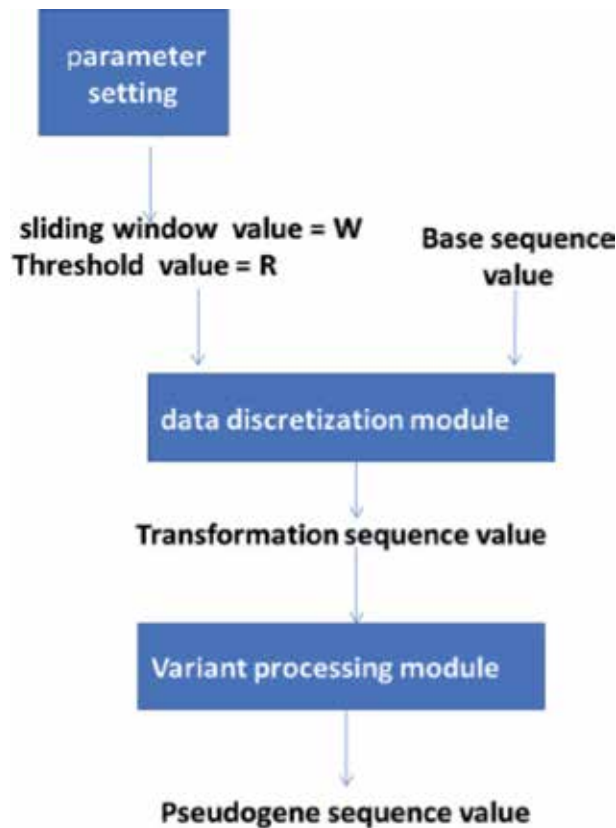 parameter
setting
sliding window value = W
Threshold value = R
Base sequence
value
data discretization module
Transformation sequence value
Variant processing module
Pseudogene sequence value